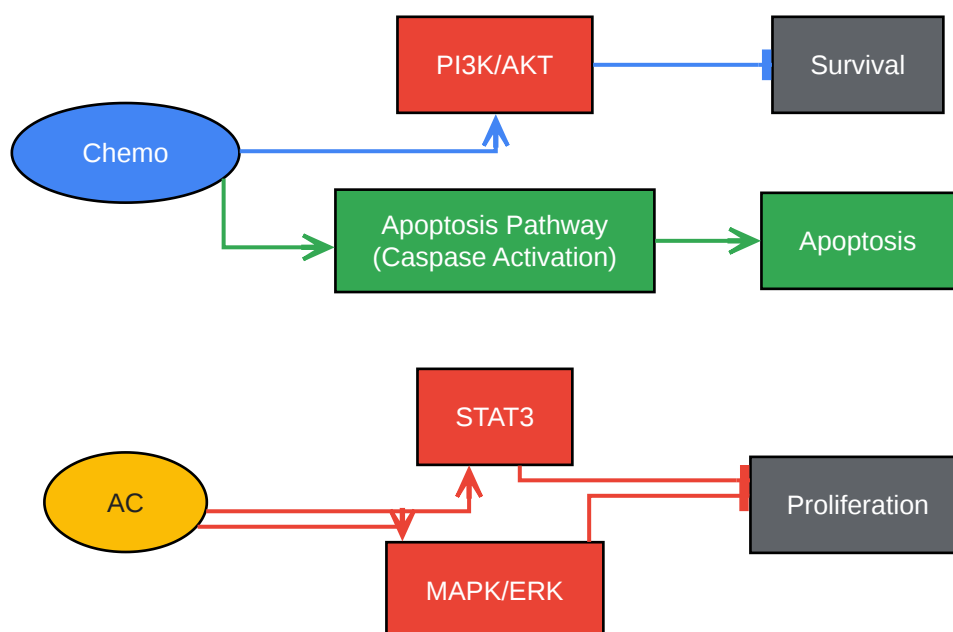 PI3K/AKT
Survival
Chemo
Apoptosis Pathway
(Caspase Activation)
Apoptosis
STAT3
AC
Proliferation
MAPK/ERK